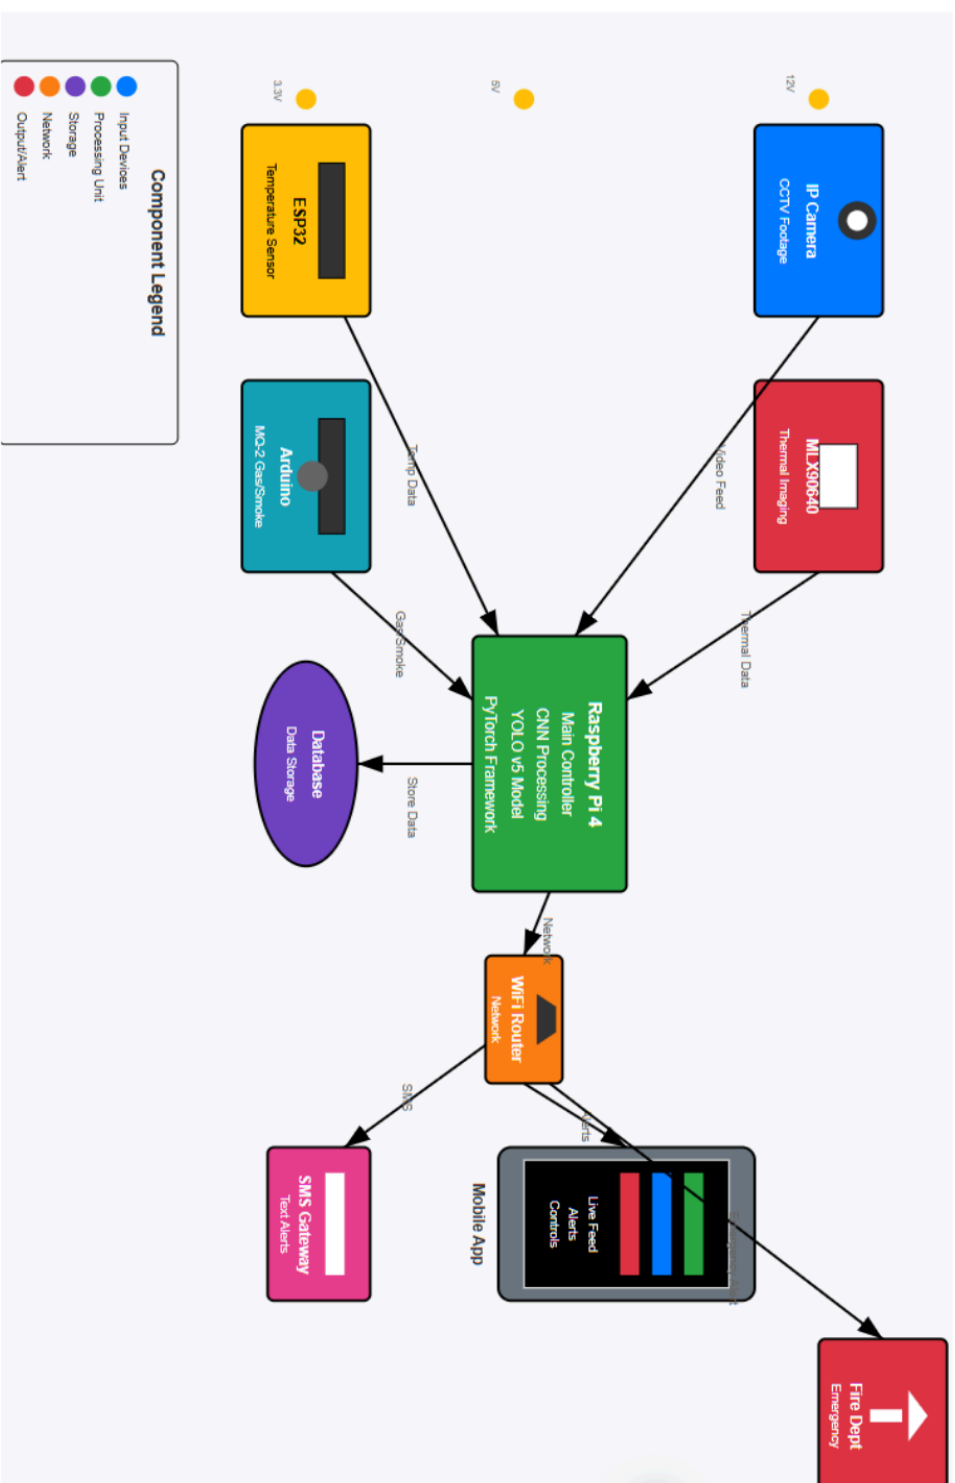 12V
5V
3.3V
IP Camera
CCTV Footage
MLX90640
Thermal Imaging
ESP32
Temperature Sensor
Arduino
MQ-2 Gas/Smoke
Video Feed
Thermal Data
Temp Data
Gas/Smoke
Raspberry Pi 4
Main Controller
CNN Processing
YOLO v5 Model
PyTorch Framework
Store Data
Database
Data Storage
Network
WiFi Router
Network
Alerts
SMS
Live Feed
Alerts
Controls
Mobile App
SMS Gateway
Text Alerts
Fire Dept
Emergency
Component Legend
Input Devices
Processing Unit
Storage
Network
Output/Alert